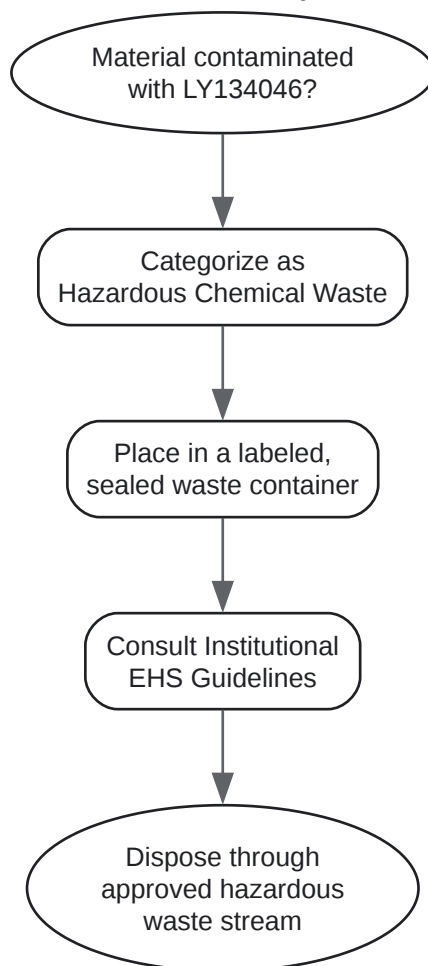 Material contaminated
with LY134046?
Categorize as
Hazardous Chemical Waste
Place in a labeled,
sealed waste container
Consult Institutional
EHS Guidelines
Dispose through
approved hazardous
waste stream